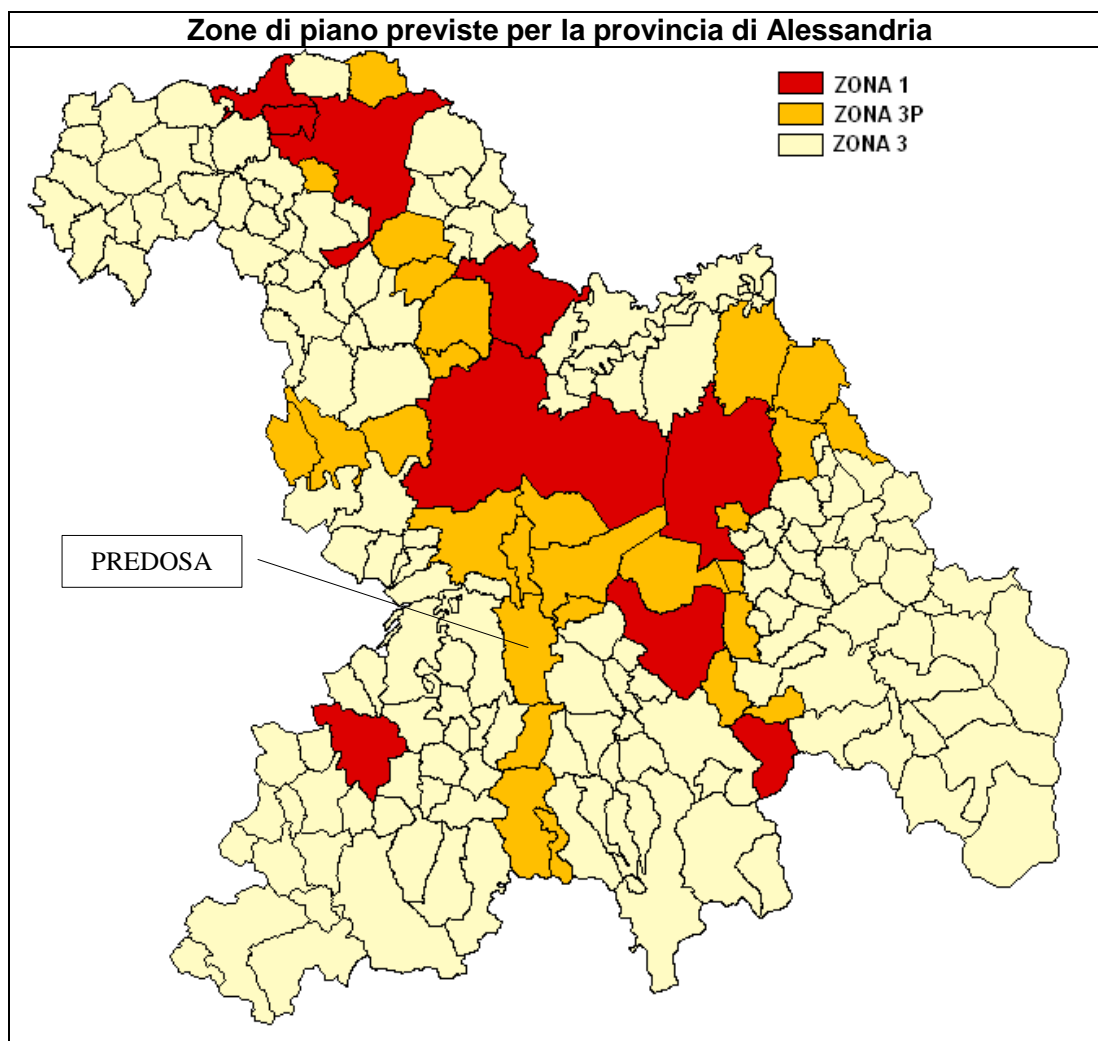 Zone di piano previste per la provincia di Alessandria
ZONA 1
ZONA 3P
ZONA 3
PREDOSA